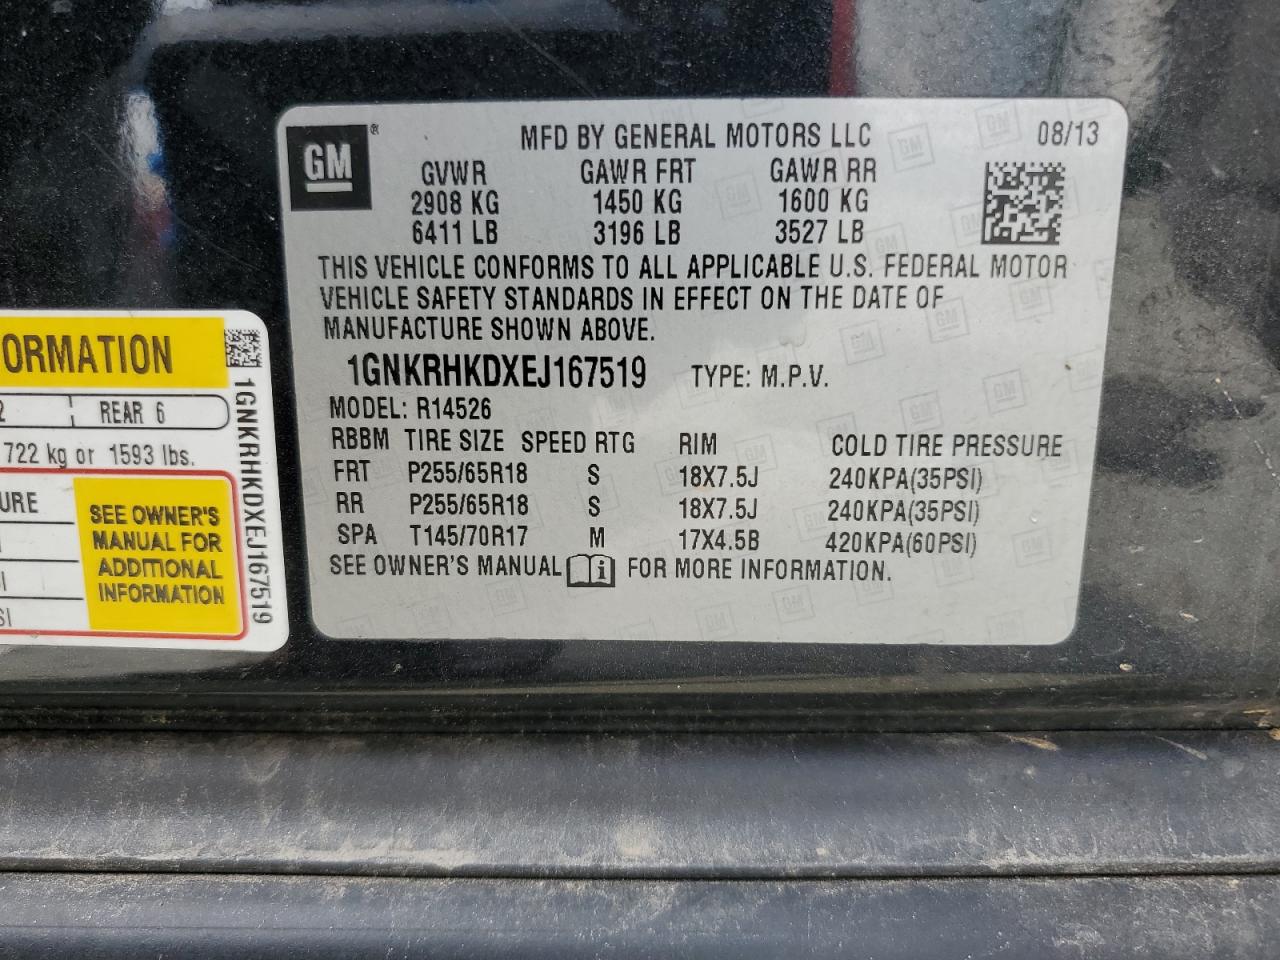 GM®
MFD BY GENERAL MOTORS LLC 08/13
GVWR GAWR FRT GAWR RR
2908 KG 1450 KG 1600 KG
6411 LB 3196 LB 3527 LB
THIS VEHICLE CONFORMS TO ALL APPLICABLE U.S. FEDERAL MOTOR
VEHICLE SAFETY STANDARDS IN EFFECT ON THE DATE OF
MANUFACTURE SHOWN ABOVE.
1GNKRHKDXEJ167519 TYPE: M.P.V.
MODEL: R14526
RBBM TIRE SIZE SPEED RTG RIM COLD TIRE PRESSURE
FRT P255/65R18 S 18X7.5J 240KPA(35PSI)
RR P255/65R18 S 18X7.5J 240KPA(35PSI)
SPA T145/70R17 M 17X4.5B 420KPA(60PSI)
SEE OWNER'S MANUAL FOR MORE INFORMATION.
ORMATION
2 REAR 6
722 kg or 1593 lbs.
URE
SEE OWNER'S
MANUAL FOR
ADDITIONAL
INFORMATION
SI
SI
1GNKRHKDXEJ167519